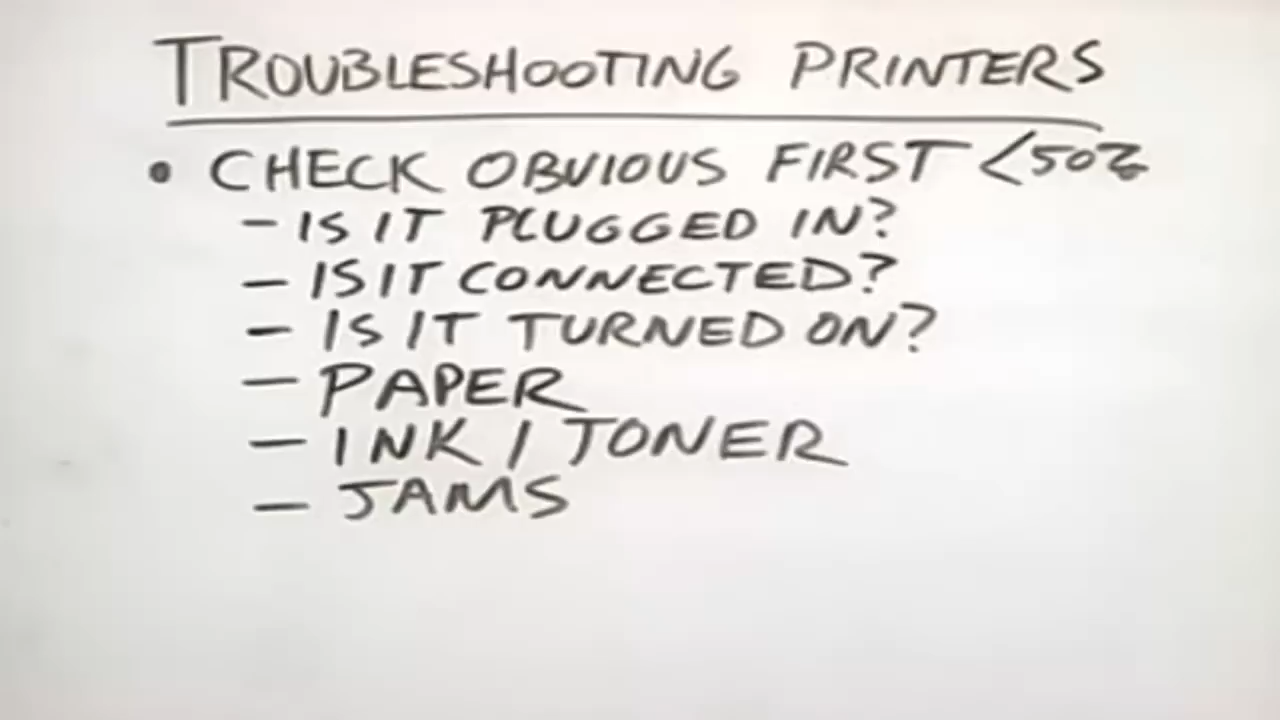 TROUBLESHOOTING PRINTERS
• CHECK OBVIOUS FIRST <50%
– IS IT PLUGGED IN?
– IS IT CONNECTED?
– IS IT TURNED ON?
– PAPER
– INK / TONER
– JAMS